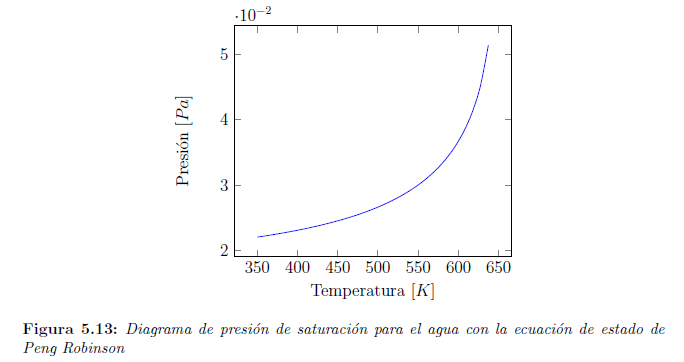 ·10−2
5
4
3
2
Presión [Pa]
350 400 450 500 550 600 650
Temperatura [K]
Figura 5.13: Diagrama de presión de saturación para el agua con la ecuación de estado de
Peng Robinson